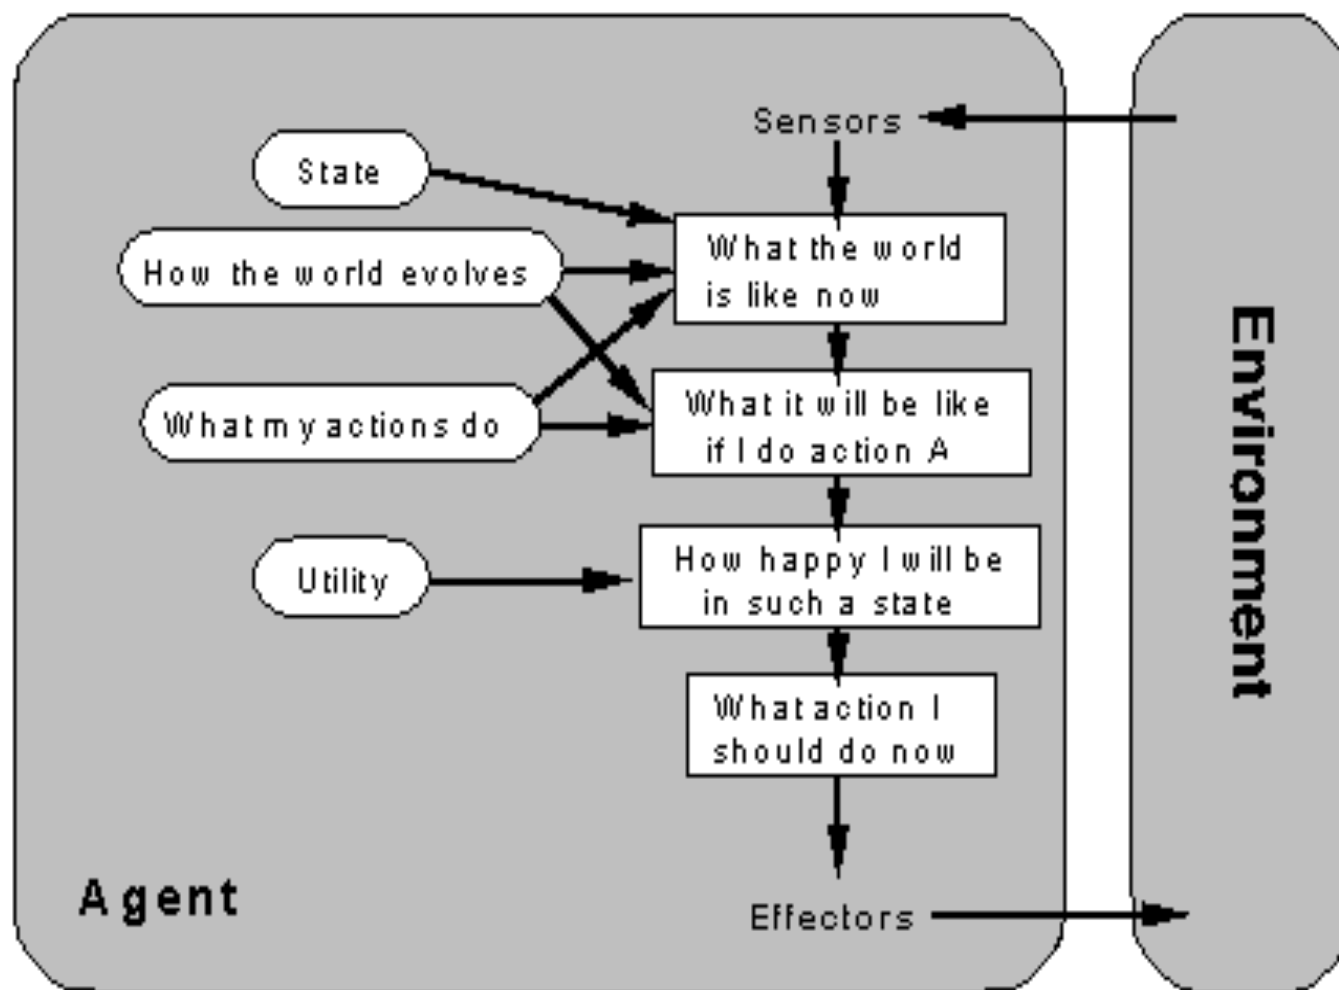 Sensors
State
What the world
is like now
How the world evolves
What my actions do
What it will be like
if I do action A
Utility
How happy I will be
in such a state
What action I
should do now
Agent
Effectors
Environment